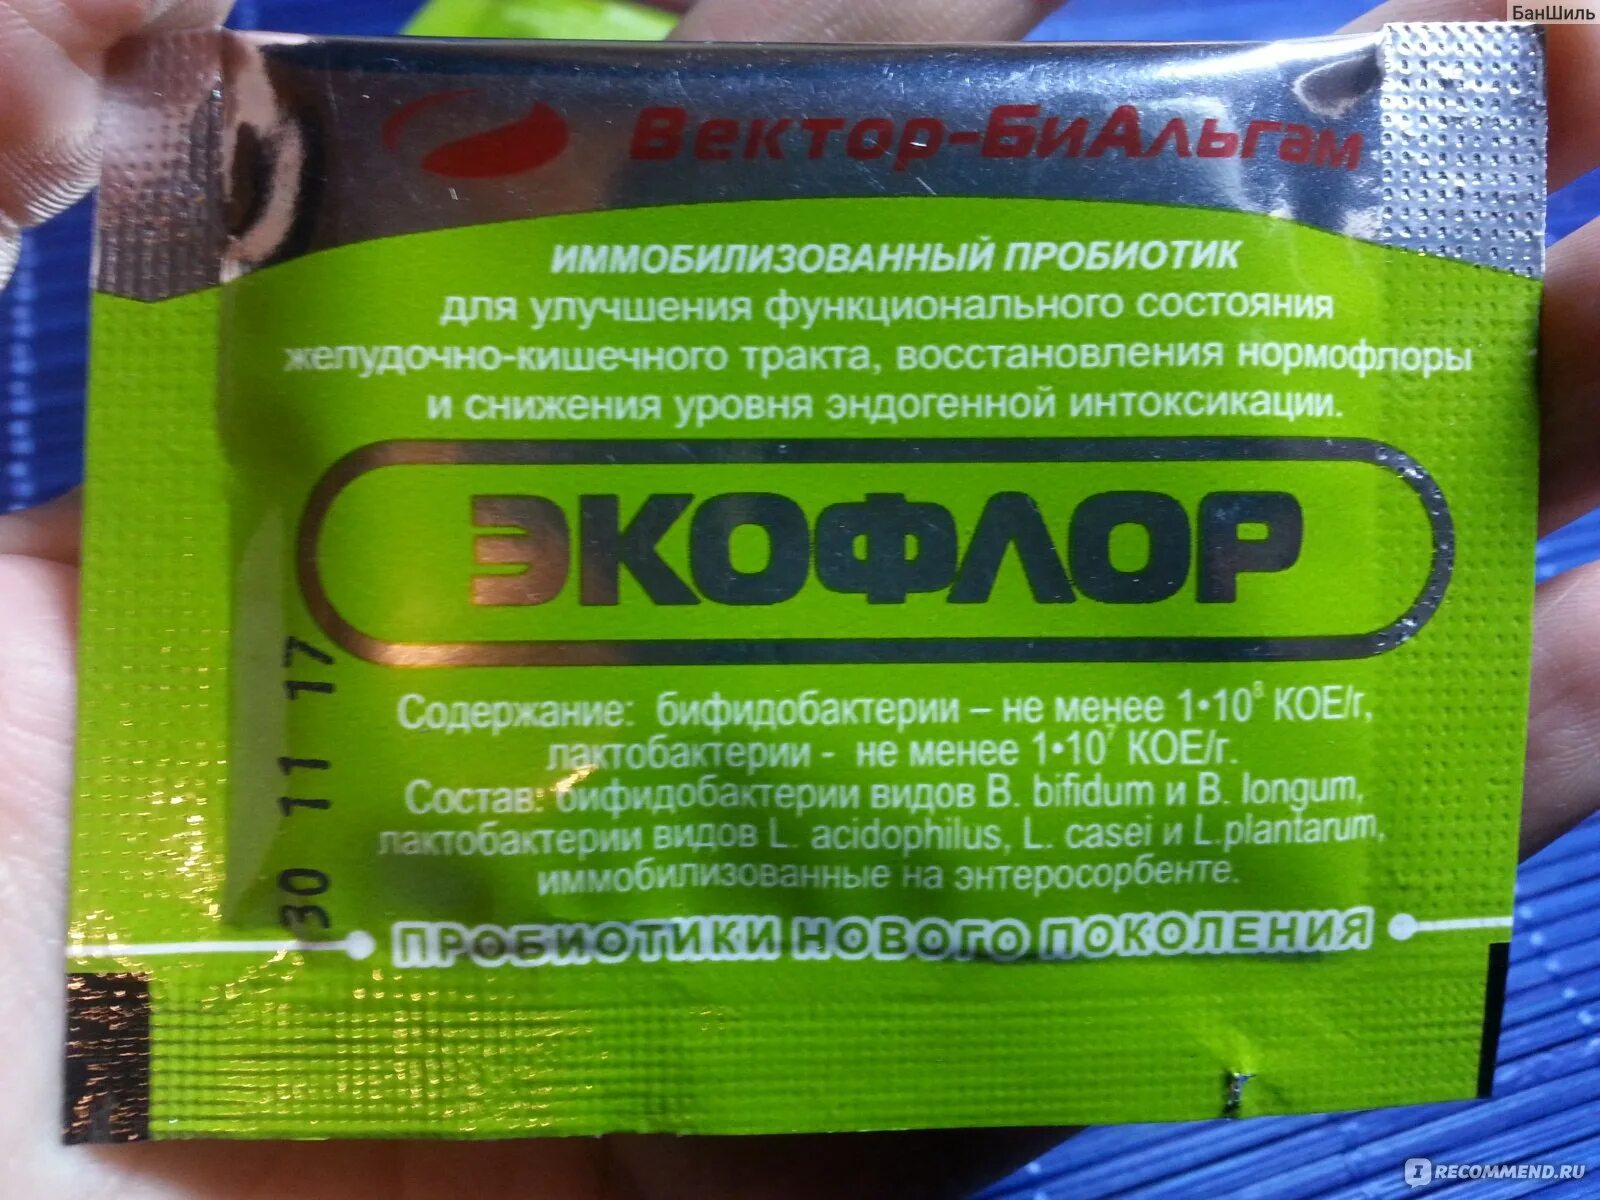 БанШиль
Вектор-БиАльгам
ИММОБИЛИЗОВАННЫЙ ПРОБИОТИК
для улучшения функционального состояния
желудочно-кишечного тракта, восстановления нормофлоры
и снижения уровня эндогенной интоксикации.
ЭКОФЛОР
30 11 17
Содержание: бифидобактерии – не менее 1•10⁸ КОЕ/г,
лактобактерии - не менее 1•10⁷ КОЕ/г.
Состав: бифидобактерии видов B. bifidum и B. longum,
лактобактерии видов L. acidophilus, L. casei и L.plantarum,
иммобилизованные на энтеросорбенте.
ПРОБИОТИКИ НОВОГО ПОКОЛЕНИЯ
IRECOMMEND.RU